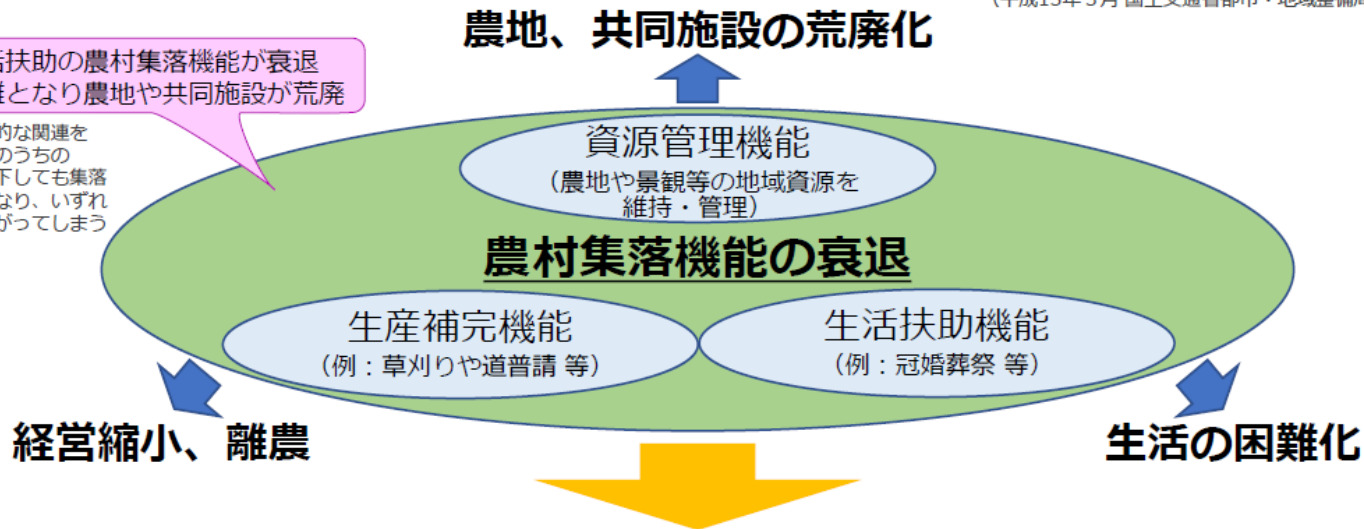 農地、共同施設の荒廃化
活扶助の農村集落機能が衰退
難となり農地や共同施設が荒廃
的な関連を
のうちの
下しても集落
なり、いずれ
がってしまう
資源管理機能
（農地や景観等の地域資源を
維持・管理）
農村集落機能の衰退
生産補完機能
（例：草刈りや道普請 等）
生活扶助機能
（例：冠婚葬祭 等）
経営縮小、離農
生活の困難化